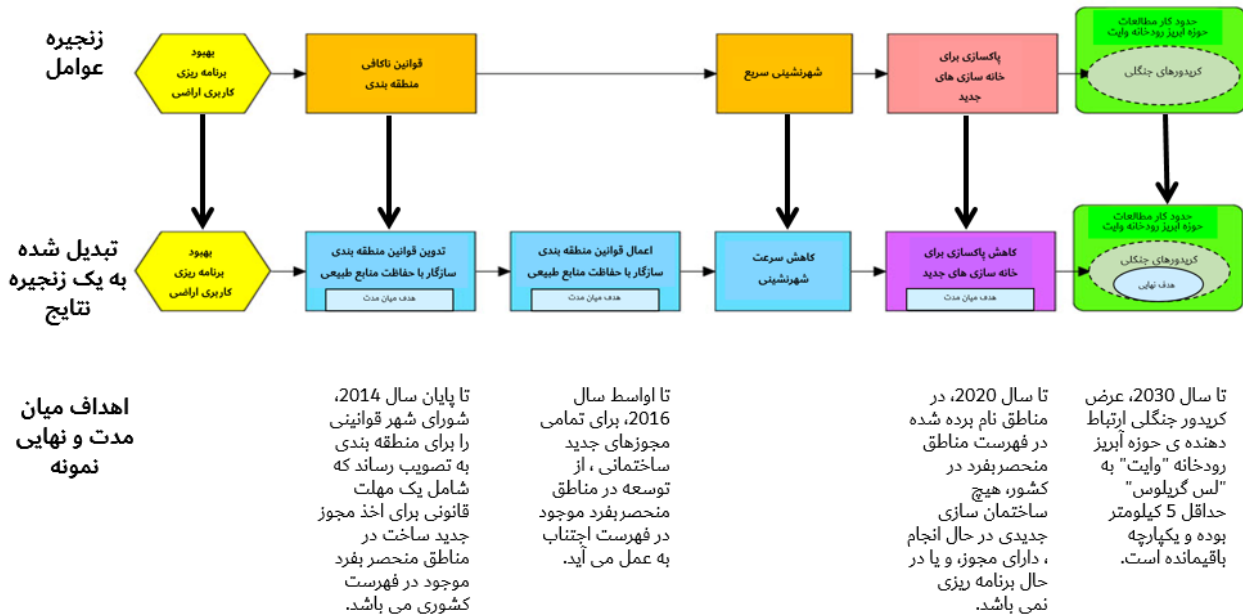 زنجیره
عوامل
بهبود
برنامه ریزی
کاربری اراضی
قوانین ناکافی
منطقه بندی
شهرنشینی سریع
پاکسازی برای
خانه سازی های
جدید
حدود کار مطالعات
حوزه ابریز رودخانه وایت
کریدورهای جنگلی
تبدیل شده
به یک زنجیره
نتایج
بهبود
برنامه ریزی
کاربری اراضی
تدوین قوانین منطقه بندی
سازگار با حفاظت منابع طبیعی
هدف میان مدت
اعمال قوانین منطقه بندی
سازگار با حفاظت منابع طبیعی
هدف میان مدت
کاهش سرعت
شهرنشینی
کاهش پاکسازی برای
خانه سازی های جدید
هدف میان مدت
حدود کار مطالعات
حوزه ابریز رودخانه وایت
کریدورهای جنگلی
هدف نهایی
اهداف میان
مدت و نهایی
نمونه
تا پایان سال 2014،
شورای شهر قوانینی
را برای منطقه بندی
به تصویب رساند که
شامل یک مهلت
قانونی برای اخذ مجوز
جدید ساخت در
مناطق منحصر بفرد
موجود در فهرست
کشوری می باشد.
تا اواسط سال
2016، برای تمامی
مجوزهای جدید
ساختمانی ، از
توسعه در مناطق
منحصربفرد موجود
در فهرست اجتناب
به عمل می آید.
تا سال 2020، در
مناطق نام برده شده
در فهرست مناطق
منحصربفرد در
کشور، هیچ
ساختمان سازی
جدیدی در حال انجام
، دارای مجوز، و یا در
حال برنامه ریزی
نمی باشد.
تا سال 2030، عرض
کریدور جنگلی ارتباط
دهنده ی حوزه آبریز
رودخانه "وایت" به
"لس گریلوس"
حداقل 5 کیلومتر
بوده و یکپارچه
باقیمانده است.